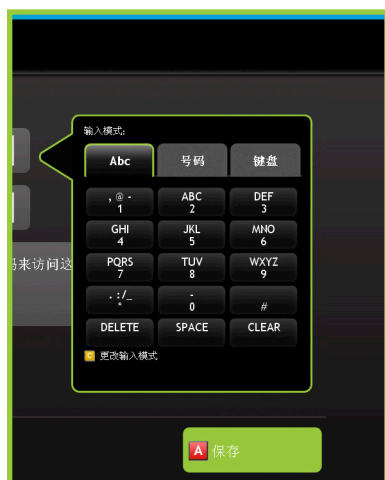 输入模式:
Abc 号码 键盘
, @ - ABC DEF
1 2 3
GHI JKL MNO
4 5 6
PQRS TUV WXYZ
7 8 9
. :/_ -
* 0 #
DELETE SPACE CLEAR
码来访问这
C 更改输入模式
A 保存